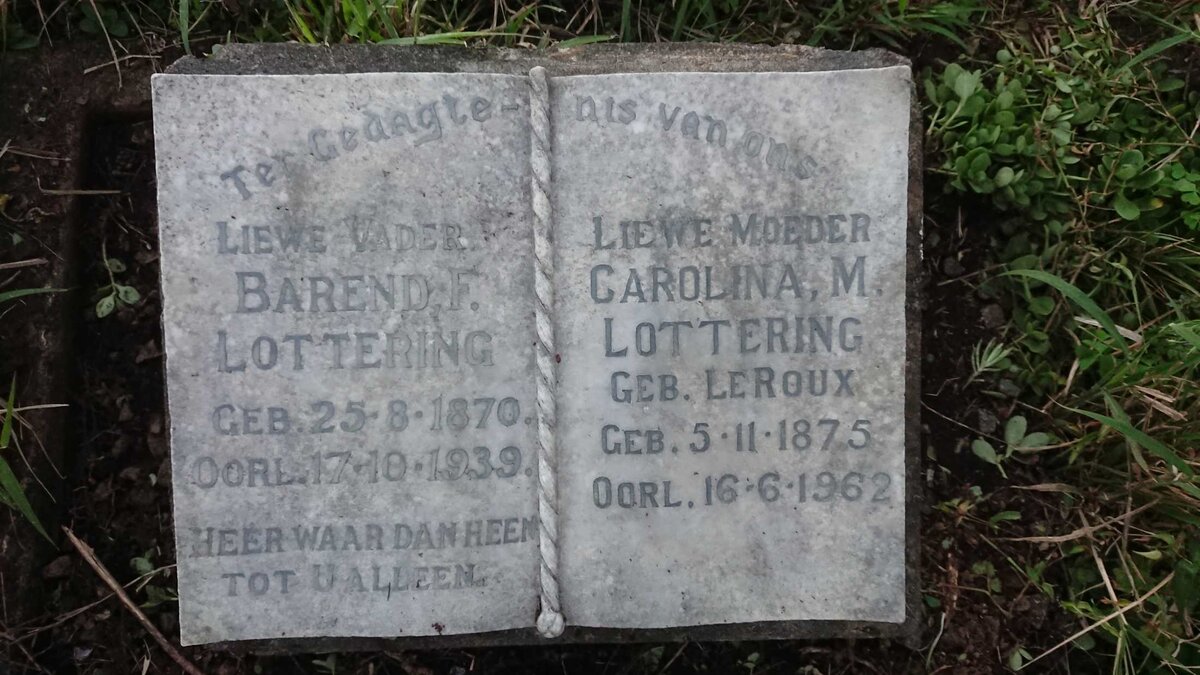 Ter Gedagte-
nis van ons
LIEWE VADER.
BAREND, F.
LOTTERING
GEB. 25-8-1870.
OORL. 17-10-1939.
HEER WAAR DAN HEEN
TOT U ALLEEN.
LIEWE MOEDER
CAROLINA, M.
LOTTERING
GEB. LEROUX
GEB. 5-11-1875
OORL. 16-6-1962